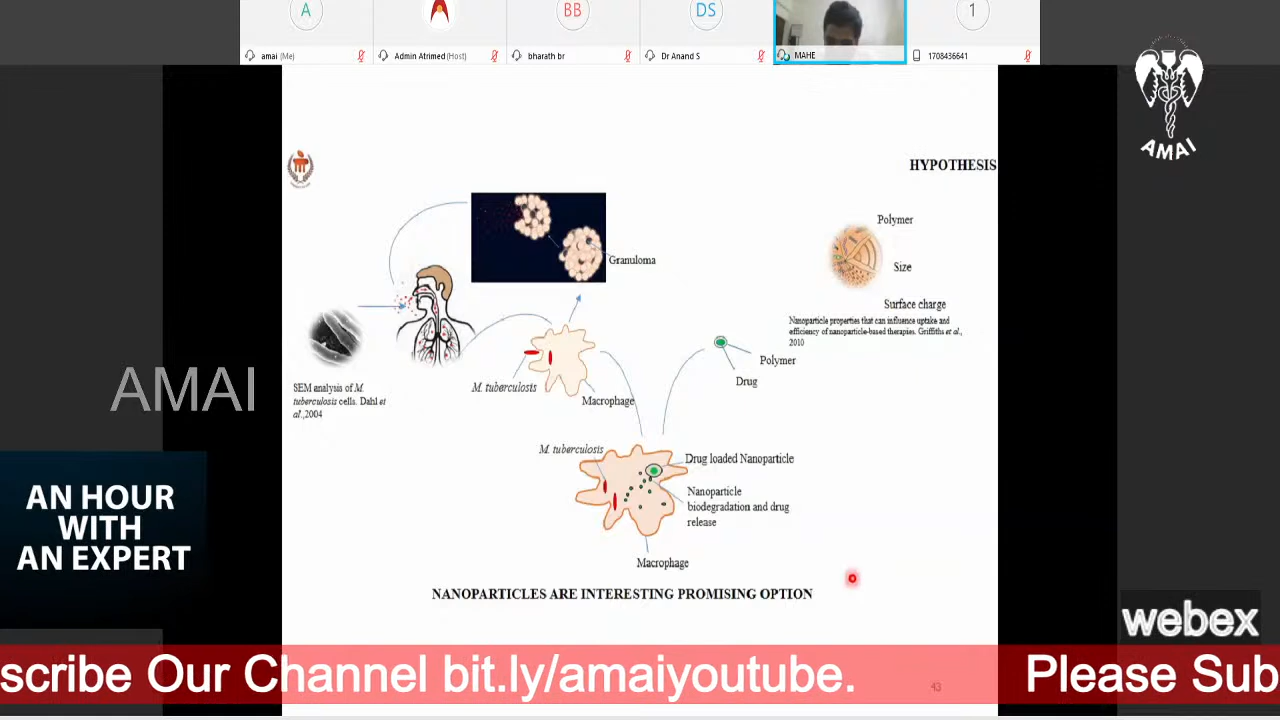 A
BB
DS
1
amai (Me)
Admin Atrimed (Host)
bharath br
Dr Anand S
MAHE
1708436641
AMAI
HYPOTHESIS
Polymer
Size
Surface charge
Nanoparticle properties that can influence uptake and
efficiency of nanoparticle-based therapies. Griffiths et al.,
2010
Granuloma
Polymer
Drug
M. tuberculosis
Macrophage
SEM analysis of M.
tuberculosis cells. Dahl et
al.,2004
AMAI
M. tuberculosis
Drug loaded Nanoparticle
Nanoparticle
biodegradation and drug
release
Macrophage
AN HOUR
WITH
AN EXPERT
NANOPARTICLES ARE INTERESTING PROMISING OPTION
webex
scribe Our Channel bit.ly/amaiyoutube.
Please Sub
43